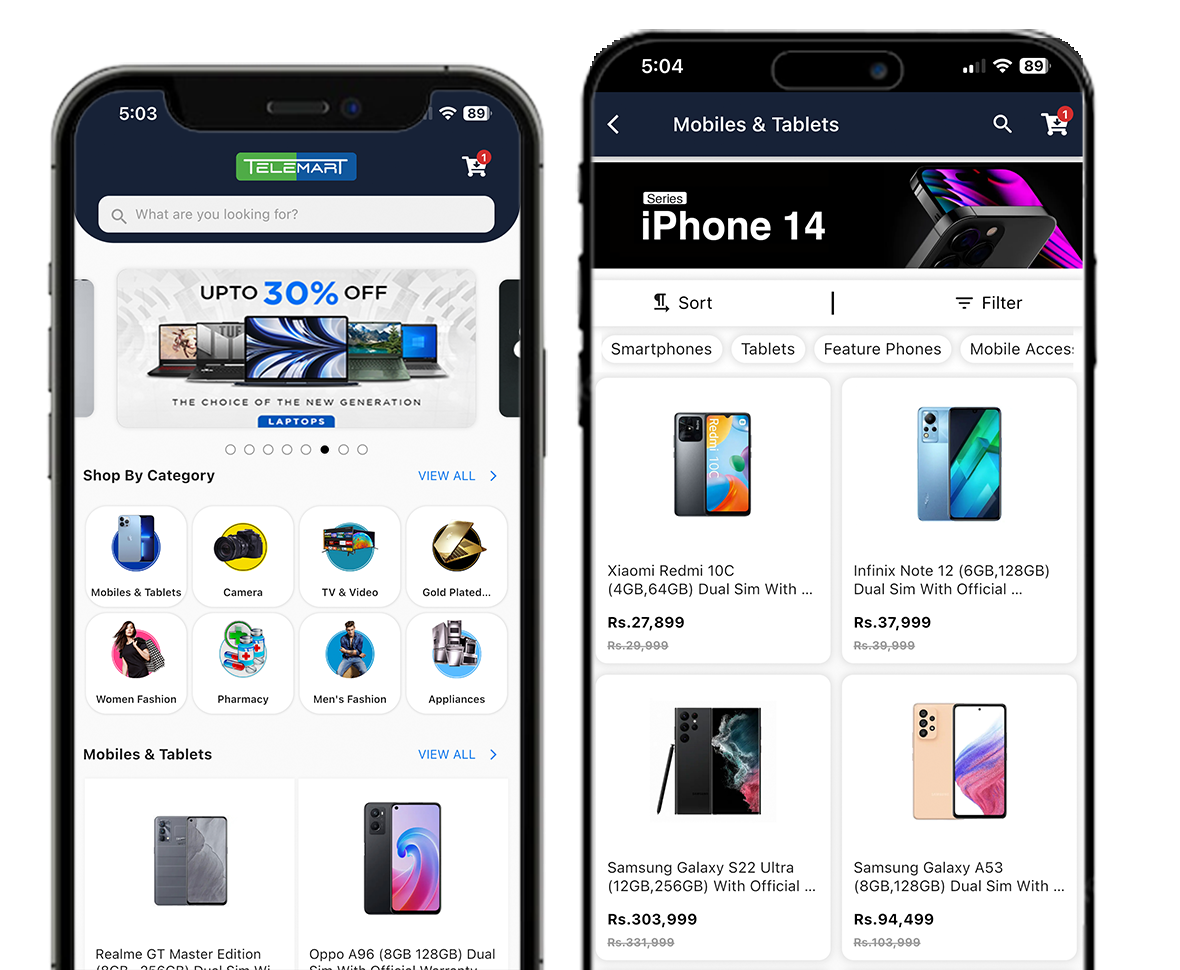 5:03
89
TELEMART
1
What are you looking for?
UPTO 30% OFF
THE CHOICE OF THE NEW GENERATION
LAPTOPS
Shop By Category
VIEW ALL
Mobiles & Tablets
Camera
TV & Video
Gold Plated...
Women Fashion
Pharmacy
Men's Fashion
Appliances
Mobiles & Tablets
VIEW ALL
Realme GT Master Edition
(8GB, 256GB) Dual Sim Wi
Oppo A96 (8GB 128GB) Dual
Sim With Official Warranty
5:04
89
Mobiles & Tablets
1
Series
iPhone 14
Sort
Filter
Smartphones
Tablets
Feature Phones
Mobile Acces
Redmi 10C
Xiaomi Redmi 10C
(4GB,64GB) Dual Sim With ...
Rs.27,899
Rs.29,999
Infinix Note 12 (6GB,128GB)
Dual Sim With Official ...
Rs.37,999
Rs.39,999
Samsung Galaxy S22 Ultra
(12GB,256GB) With Official ...
Rs.303,999
Rs.331,999
Samsung Galaxy A53
(8GB,128GB) Dual Sim With ...
Rs.94,499
Rs.103,999